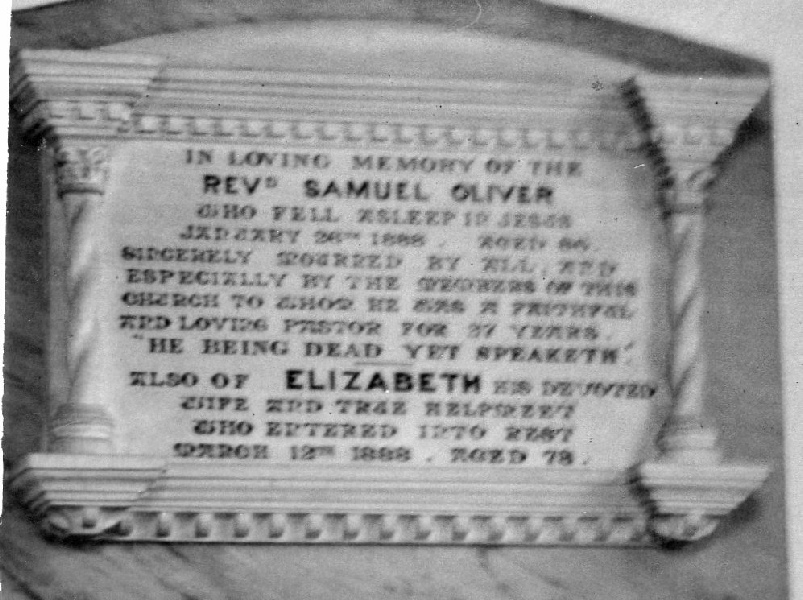 IN LOVING MEMORY OF THE
REVD SAMUEL OLIVER
WHO FELL ASLEEP IN JESUS
JANUARY 26TH 1888. AGED 86.
SINCERELY MOURNED BY ALL, AND
ESPECIALLY BY THE MEMBERS OF THIS
CHURCH TO WHOM HE WAS A FAITHFUL
AND LOVING PASTOR FOR 37 YEARS.
"HE BEING DEAD YET SPEAKETH".
ALSO OF ELIZABETH HIS DEVOTED
WIFE AND TRUE HELPMEET
WHO ENTERED INTO REST
MARCH 12TH 1888. AGED 78.